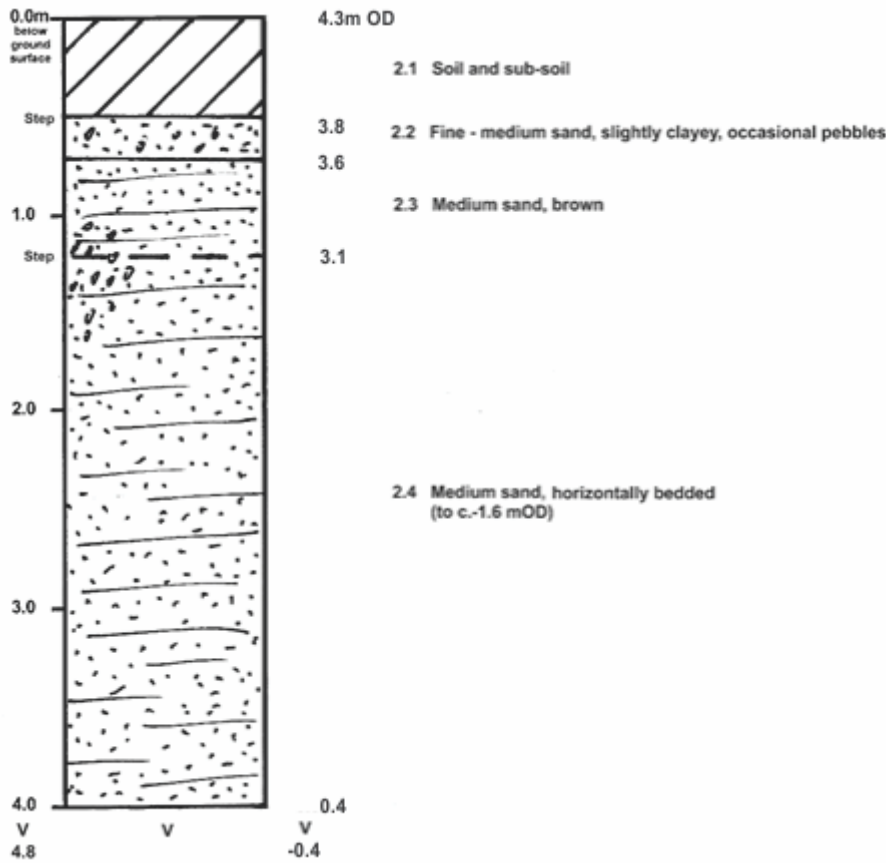 0.0m
below
ground
surface
4.3m OD
2.1 Soil and sub-soil
Step
3.8
2.2 Fine - medium sand, slightly clayey, occasional pebbles
3.6
2.3 Medium sand, brown
1.0
Step
3.1
2.0
2.4 Medium sand, horizontally bedded
(to c.-1.6 mOD)
3.0
4.0
0.4
V V V
4.8 -0.4